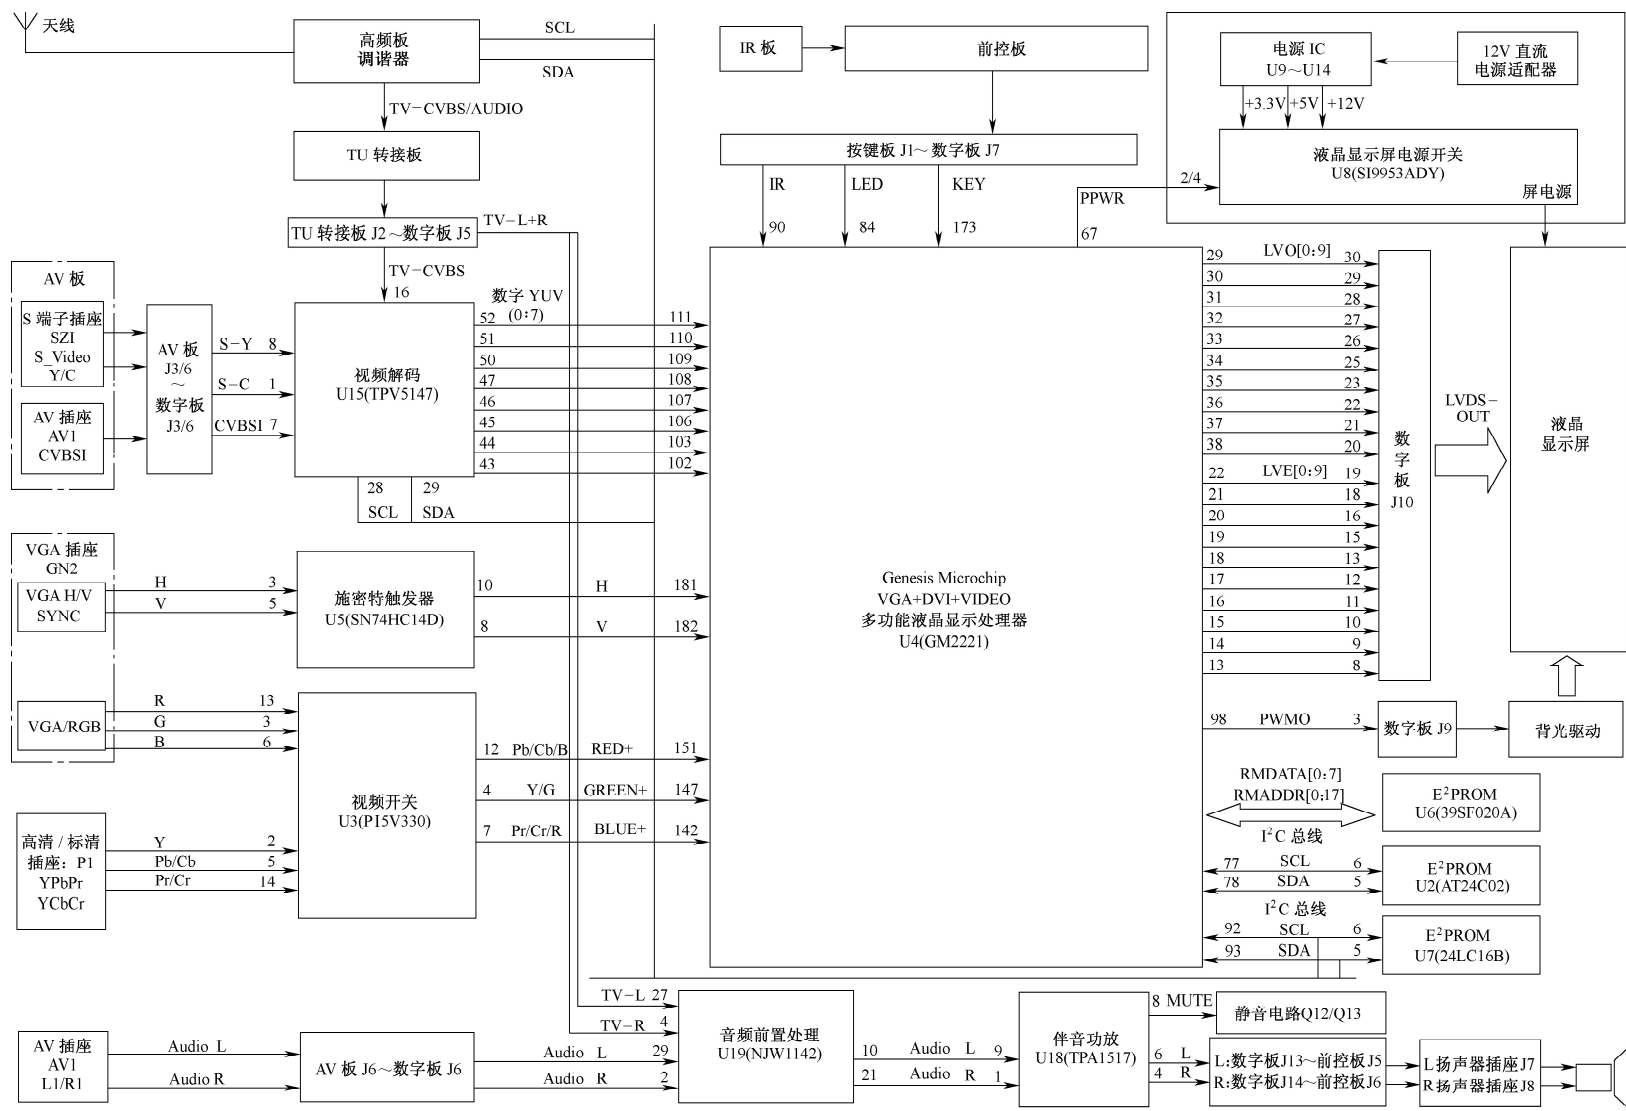 天线
高频板
调谐器
SCL
SDA
TV-CVBS/AUDIO
TU 转接板
TU 转接板 J2～数字板 J5
TV-L+R
TV-CVBS
16
IR 板
前控板
按键板 J1～数字板 J7
IR
LED
KEY
90
84
173
PPWR
67
2/4
电源 IC
U9～U14
12V 直流
电源适配器
+3.3V
+5V
+12V
液晶显示屏电源开关
U8(SI9953ADY)
屏电源
AV 板
S 端子插座
SZI
S_Video
Y/C
AV 插座
AV1
CVBSI
AV 板
J3/6
～
数字板
J3/6
S-Y 8
S-C 1
CVBSI 7
视频解码
U15(TPV5147)
28
29
SCL
SDA
数字 YUV
(0:7)
52 111
51 110
50 109
47 108
46 107
45 106
44 103
43 102
VGA 插座
GN2
VGA H/V
SYNC
H 3
V 5
施密特触发器
U5(SN74HC14D)
10 H 181
8 V 182
VGA/RGB
R 13
G 3
B 6
视频开关
U3(PI5V330)
12 Pb/Cb/B RED+ 151
4 Y/G GREEN+ 147
7 Pr/Cr/R BLUE+ 142
高清 / 标清
插座：P1
YPbPr
YCbCr
Y 2
Pb/Cb 5
Pr/Cr 14
Genesis Microchip
VGA+DVI+VIDEO
多功能液晶显示处理器
U4(GM2221)
29 LVO[0:9] 30
30 29
31 28
32 27
33 26
34 25
35 23
36 22
37 21
38 20
22 LVE[0:9] 19
21 18
20 16
19 15
18 13
17 12
16 11
15 10
14 9
13 8
数
字
板
J10
LVDS-
OUT
液晶
显示屏
98 PWMO 3
数字板 J9
背光驱动
RMDATA[0:7]
RMADDR[0:17]
E²PROM
U6(39SF020A)
I²C 总线
77 SCL 6
78 SDA 5
E²PROM
U2(AT24C02)
I²C 总线
92 SCL 6
93 SDA 5
E²PROM
U7(24LC16B)
TV-L 27
TV-R 4
AV 插座
AV1
L1/R1
Audio L
Audio R
AV 板 J6～数字板 J6
Audio L 29
Audio R 2
音频前置处理
U19(NJW1142)
10 Audio L 9
21 Audio R 1
伴音功放
U18(TPA1517)
8 MUTE
静音电路Q12/Q13
6 L
4 R
L:数字板J13～前控板J5
R:数字板J14～前控板J6
L扬声器插座J7
R扬声器插座J8